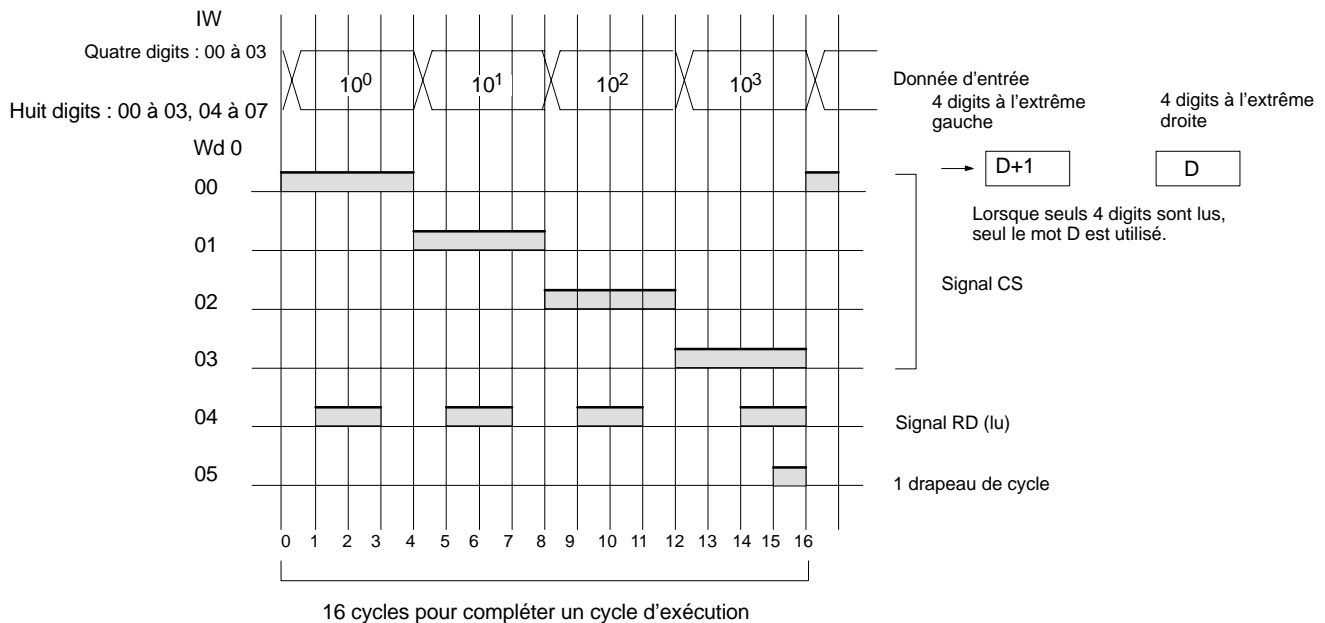 IW
Quatre digits : 00 à 03
10⁰ 10¹ 10² 10³
Huit digits : 00 à 03, 04 à 07
Donnée d'entrée
4 digits à l'extrême
gauche
4 digits à l'extrême
droite
Wd 0
D+1
D
Lorsque seuls 4 digits sont lus,
seul le mot D est utilisé.
00
01
02
Signal CS
03
04
Signal RD (lu)
05
1 drapeau de cycle
0 1 2 3 4 5 6 7 8 9 10 11 12 13 14 15 16
16 cycles pour compléter un cycle d'exécution